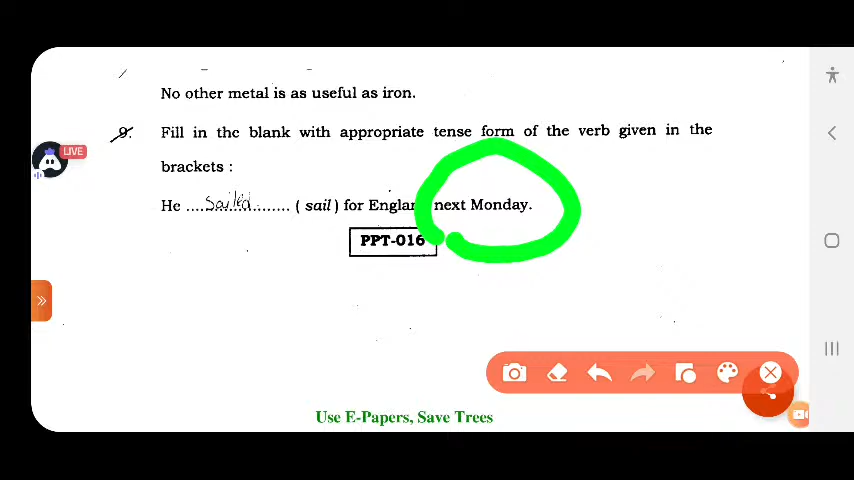 No other metal is as useful as iron.
9. Fill in the blank with appropriate tense form of the verb given in the
brackets :
LIVE
He ....sailed.... ( sail ) for England next Monday.
PPT-016
Use E-Papers, Save Trees